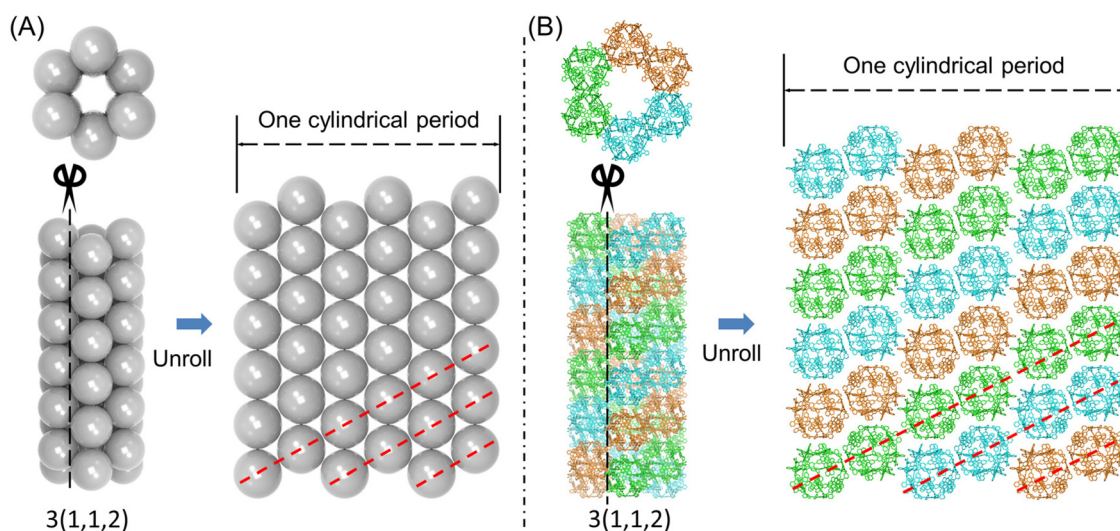 (A)
One cylindrical period
Unroll
3(1,1,2)
(B)
One cylindrical period
Unroll
3(1,1,2)